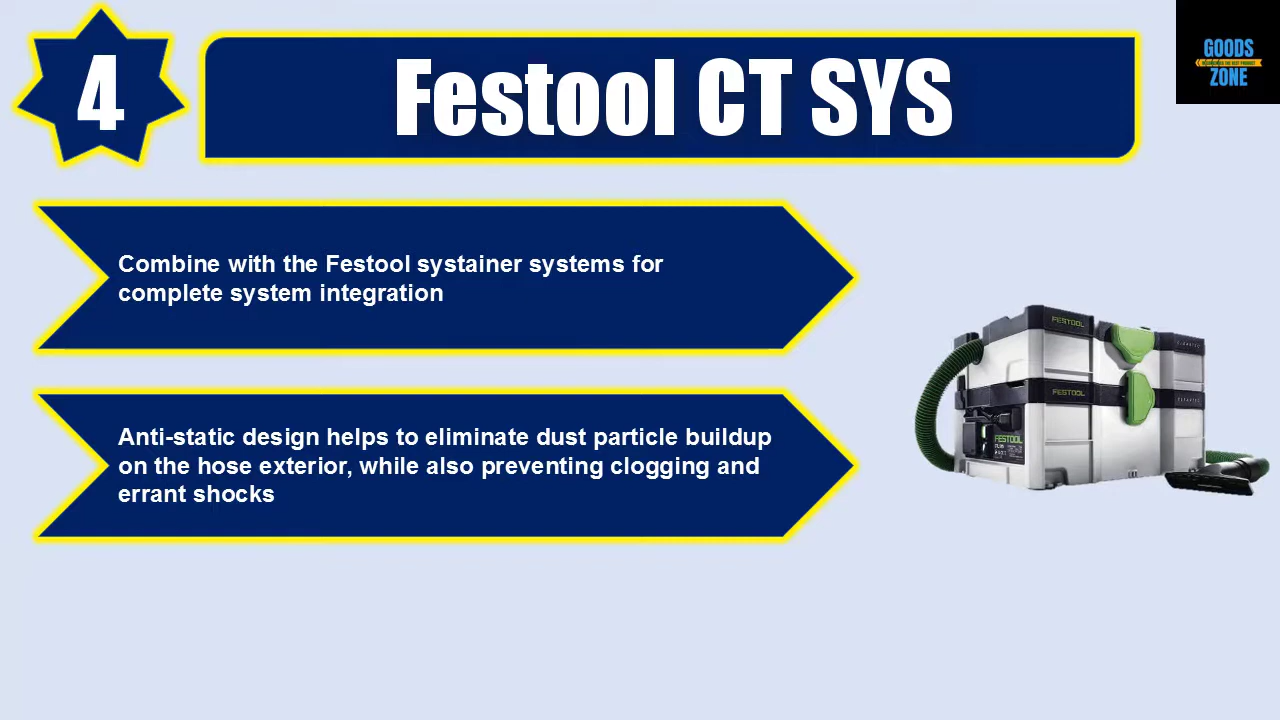 4
Festool CT SYS
GOODS
ZONE
Combine with the Festool systainer systems for
complete system integration
Anti-static design helps to eliminate dust particle buildup
on the hose exterior, while also preventing clogging and
errant shocks
FESTOOL
FESTOOL
FESTOOL